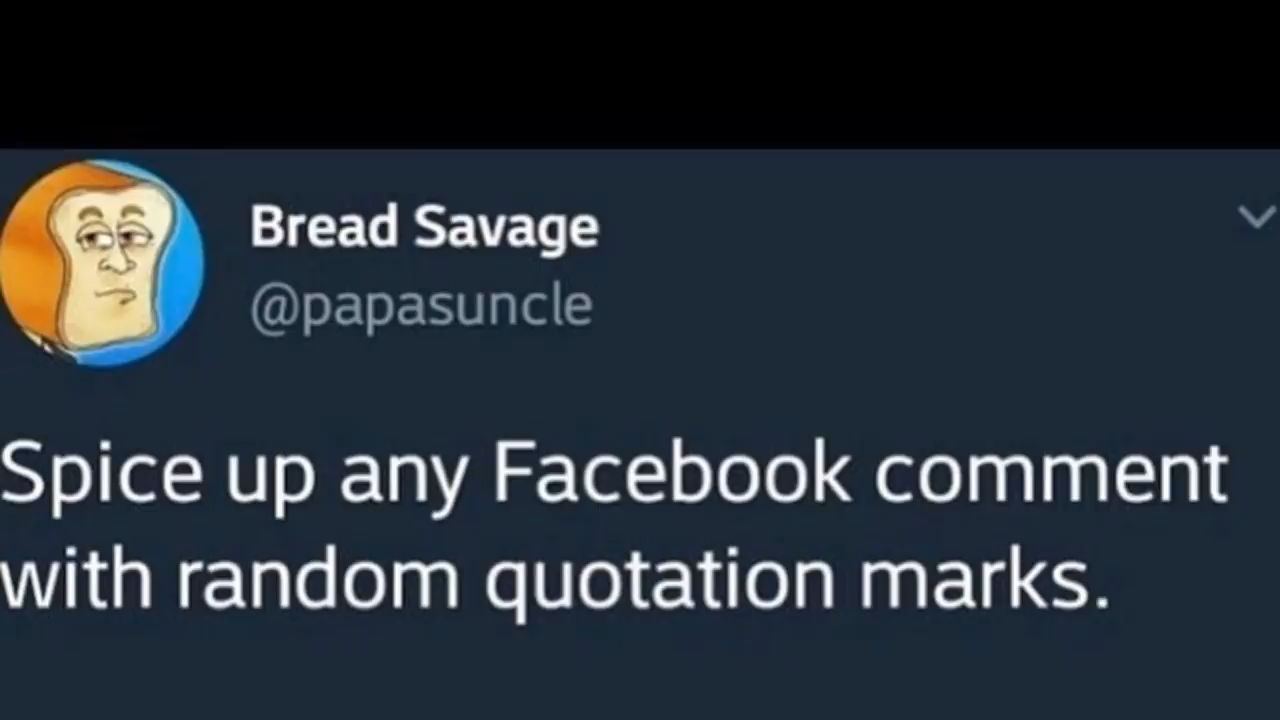 Bread Savage
@papasuncle
Spice up any Facebook comment
with random quotation marks.